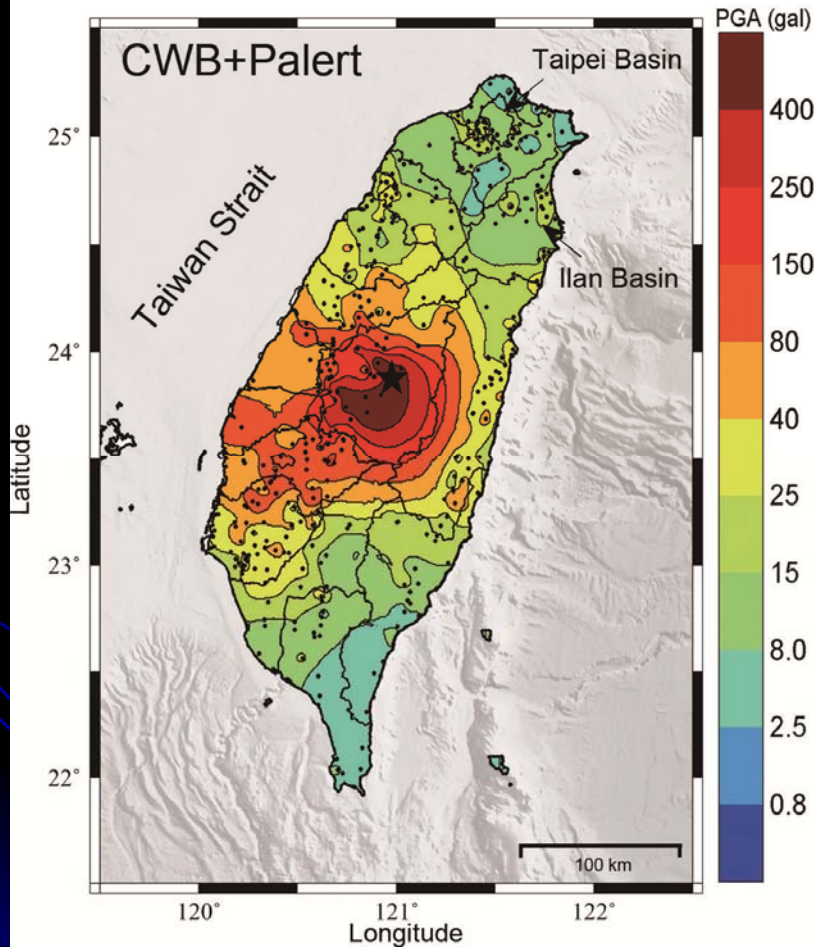 PGA (gal)
CWB+Palert
Taipei Basin
400
25°
250
Taiwan Strait
150
Ilan Basin
80
24°
40
Latitude
25
23°
15
8.0
2.5
22°
0.8
100 km
120°
121°
122°
Longitude